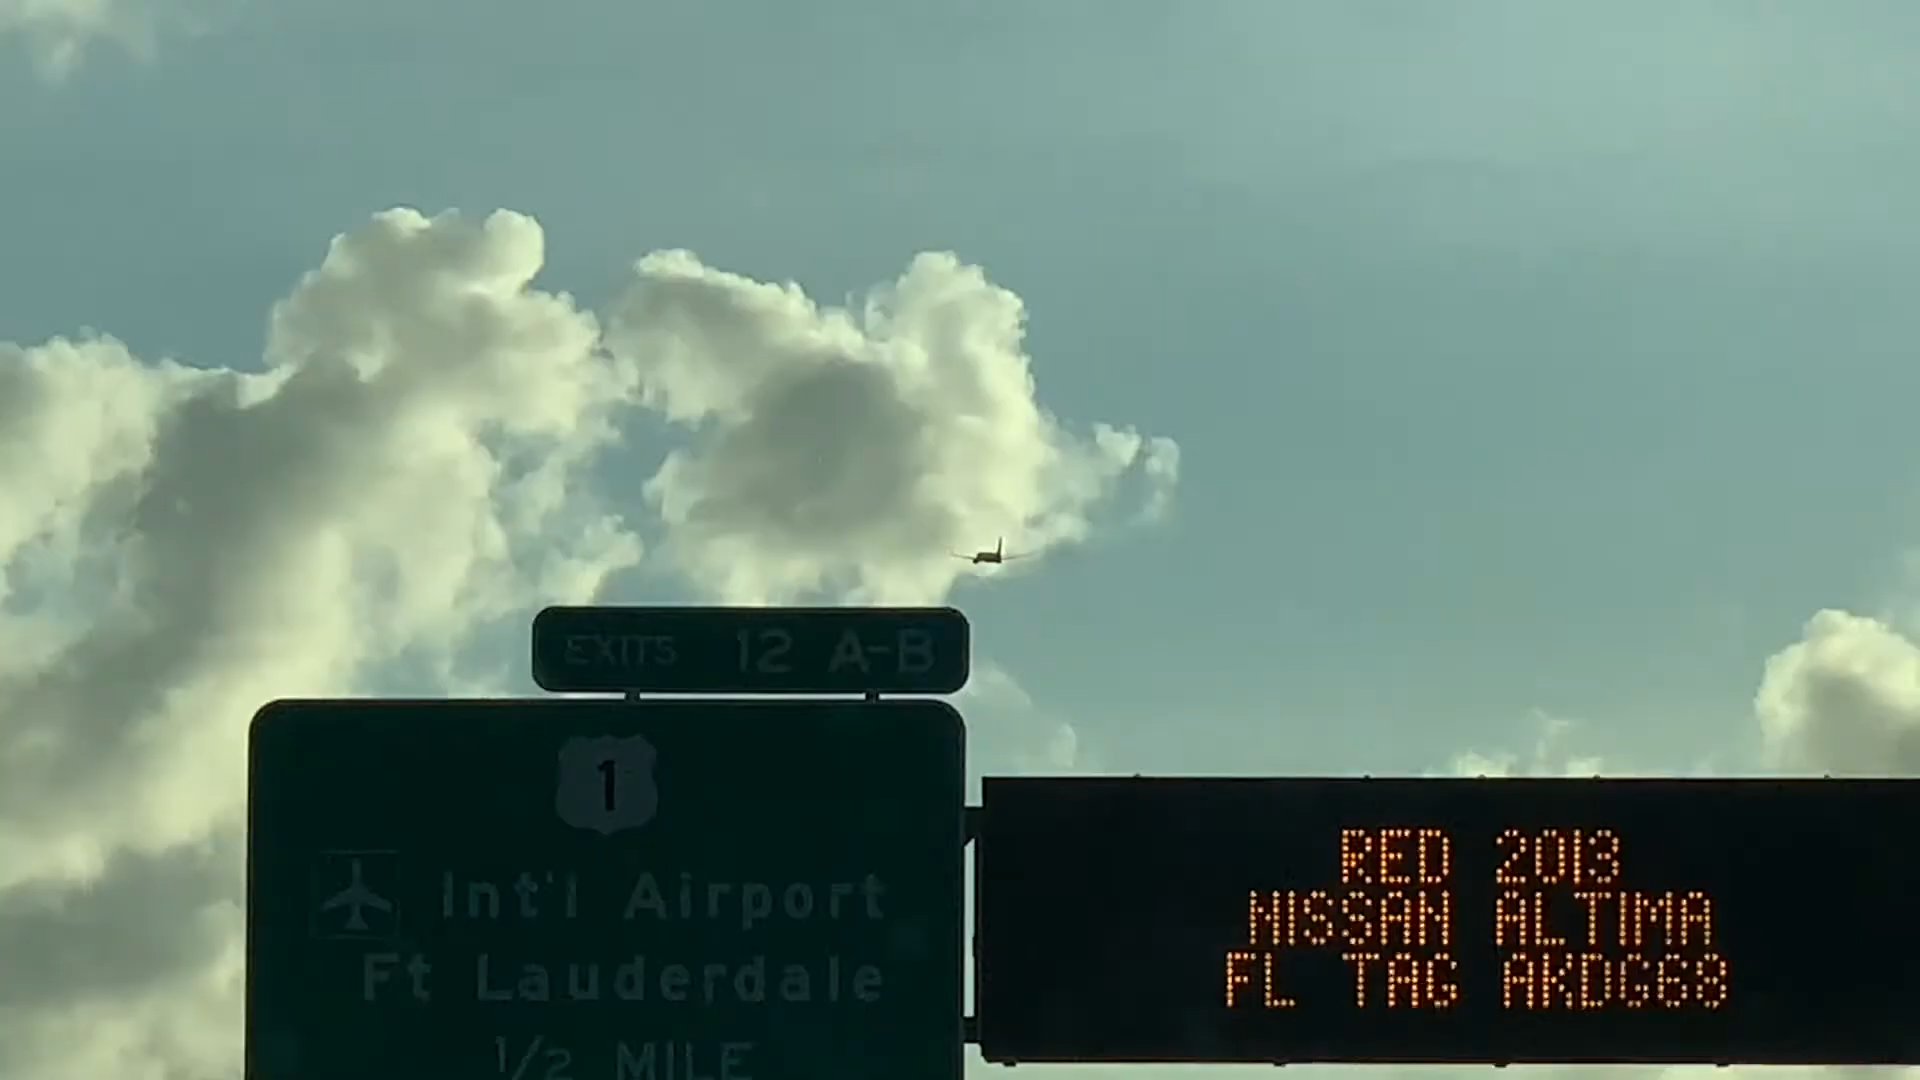 EXITS 12 A-B
1
Int'l Airport
Ft Lauderdale
1/2 MILE
RED 2013
NISSAN ALTIMA
FL TAG AKDG68